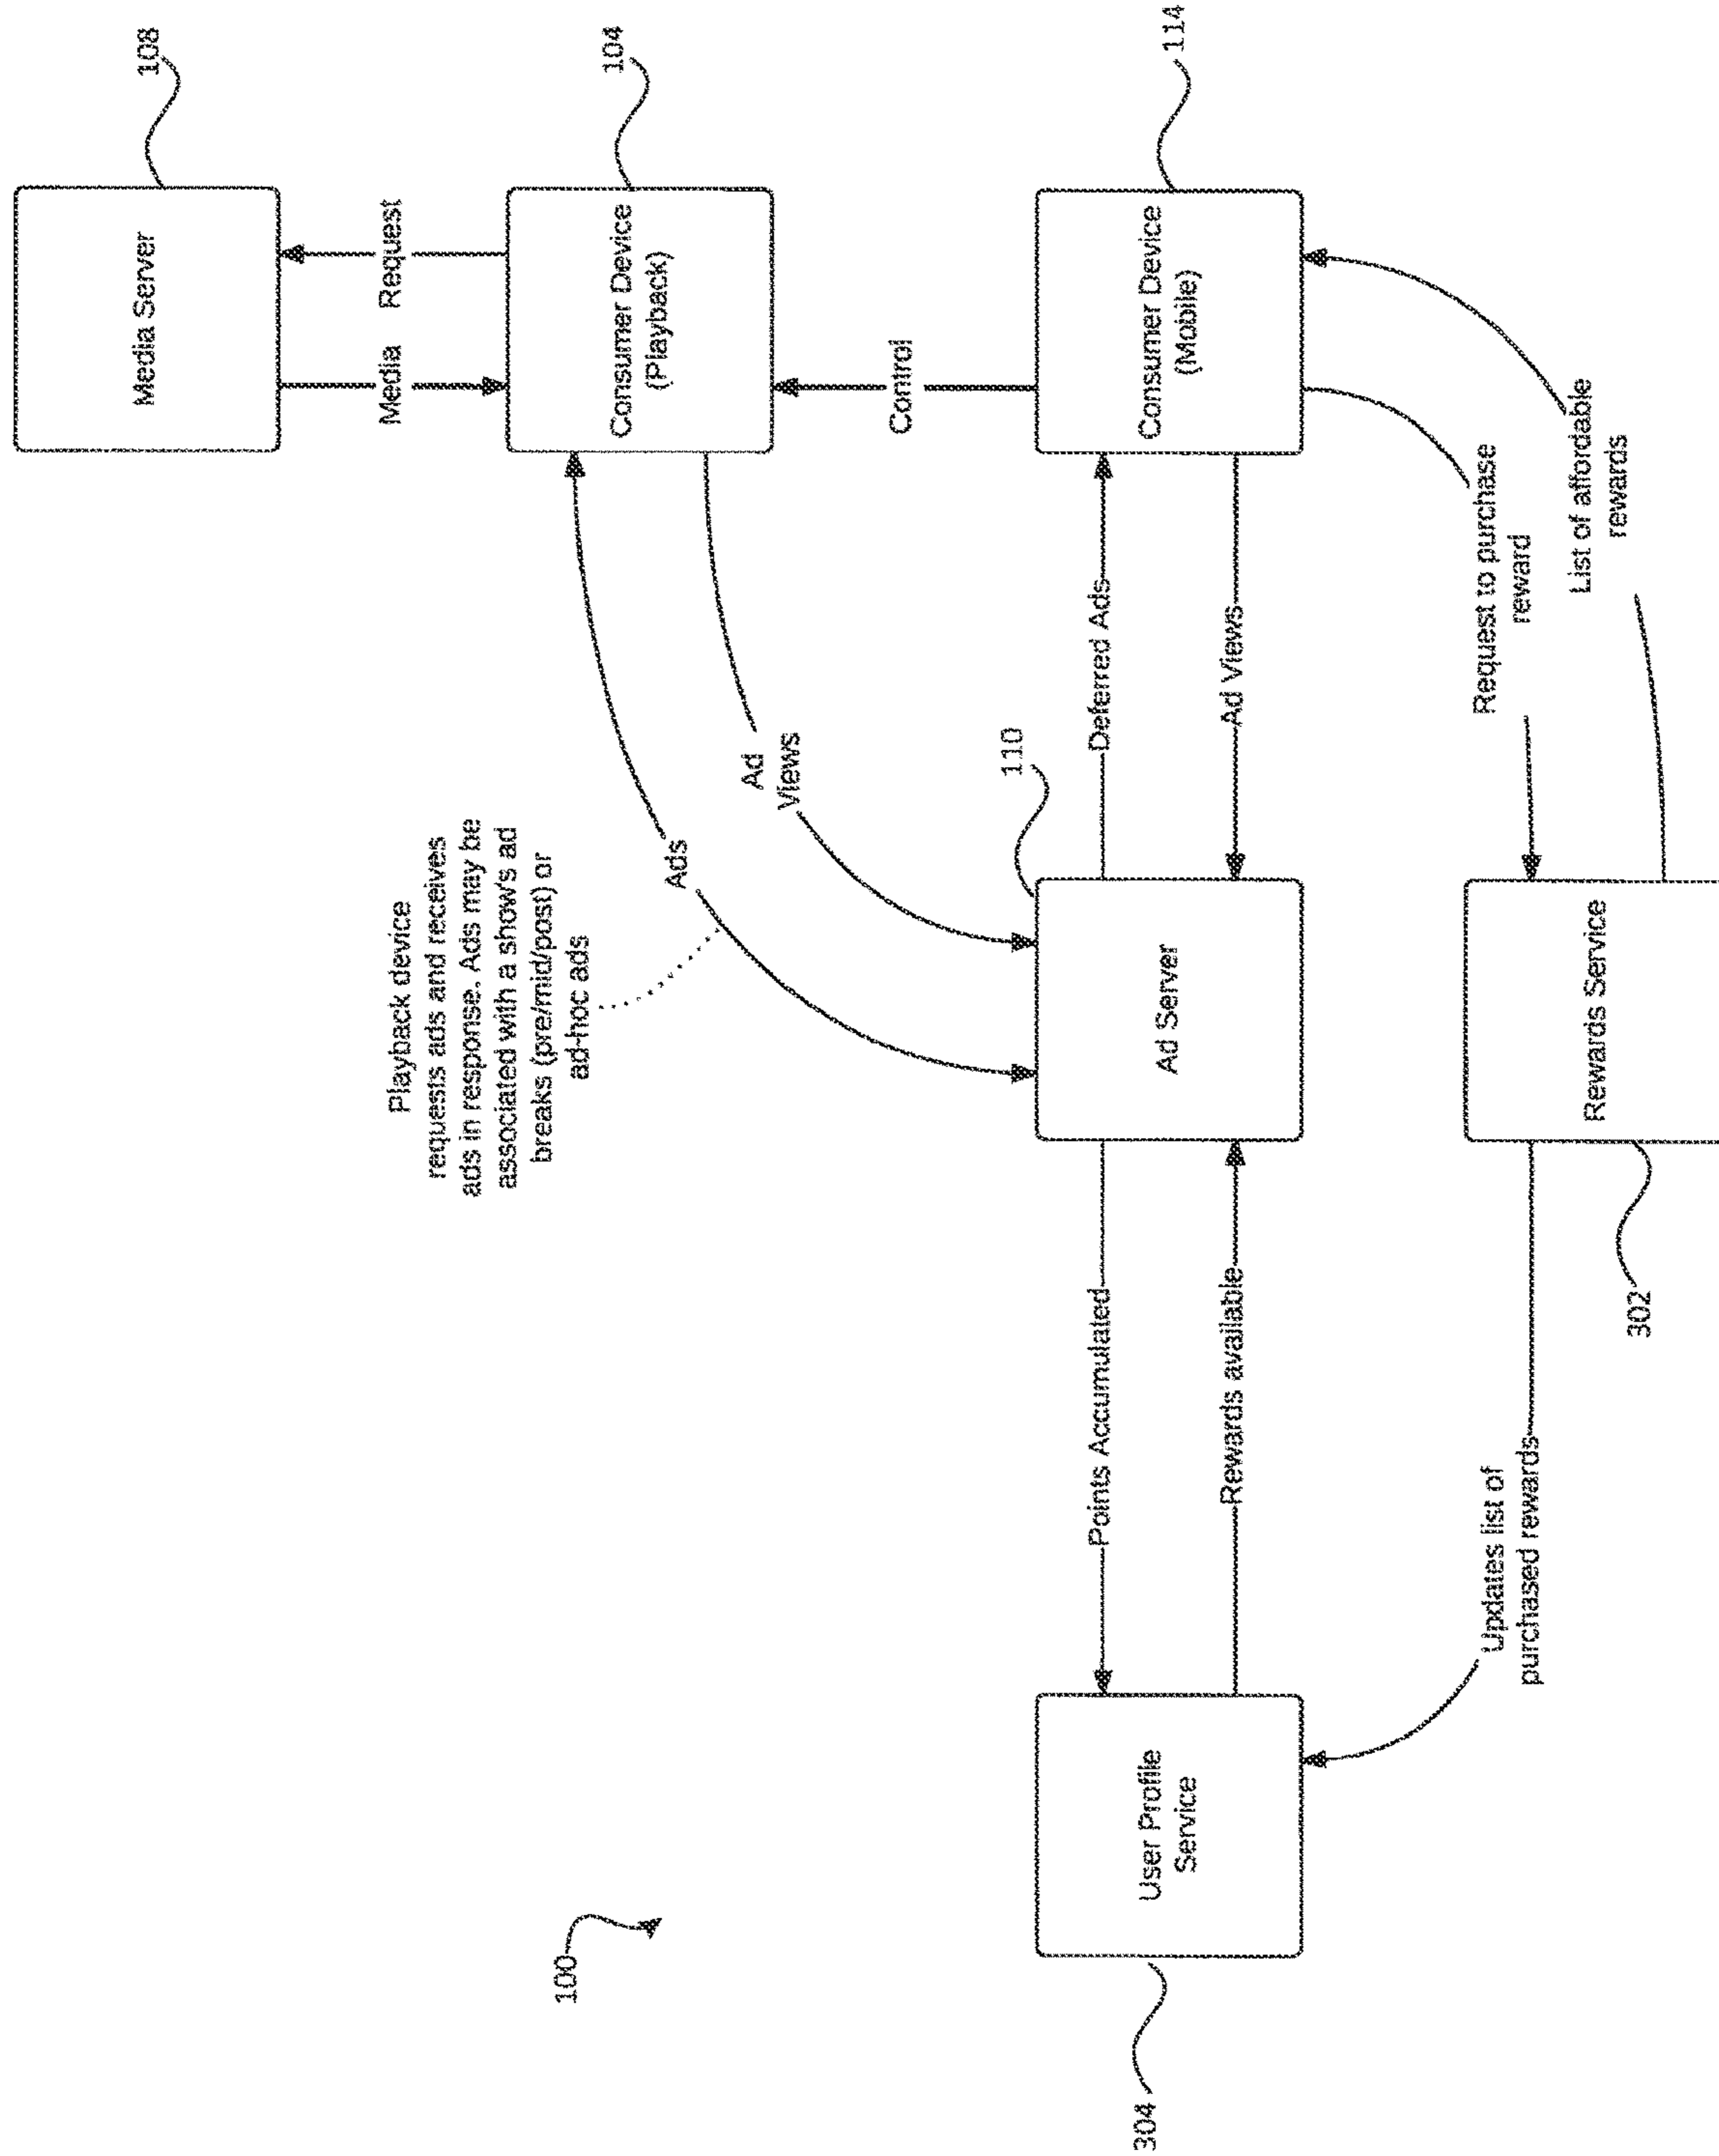 108
Media Server
Media
Request
104
Consumer Device
(Playback)
Control
114
Consumer Device
(Mobile)
Playback device
requests ads and receives
ads in response. Ads may be
associated with a show's ad
breaks (pre/mid/post) or
ad-hoc ads
Ads
Ad
Views
110
Deferred Ads
Ad Views
Ad Server
Request to purchase
reward
List of affordable
rewards
Rewards Service
302
Points Accumulated
Rewards available
Updates list of
purchased rewards
User Profile
Service
304
100